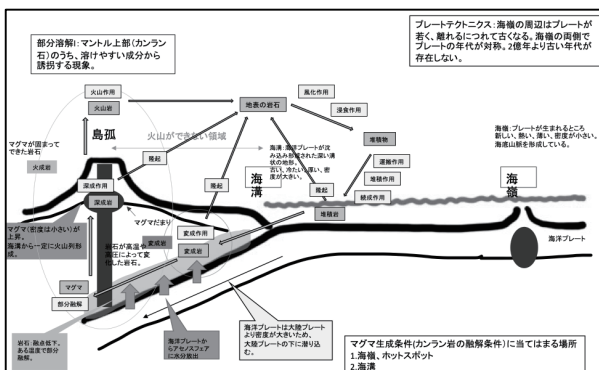 部分溶解!: マントル上部(カンラン
石)のうち、溶けやすい成分から
誘拐する現象。
プレートテクトニクス: 海嶺の周辺はプレートが
若く、離れるにつれて古くなる。海嶺の両側で
プレートの年代が対称。2億年より古い年代が
存在しない。
火山作用
火山岩
地表の岩石
風化作用
浸食作用
島孤
火山ができない領域
マグマが固まって
できた岩石
火成岩
隆起
海溝: 海洋プレートが沈
み込み形成された深い溝
状の地形。
古い、冷たい、厚い、密
度が大きい。
堆積物
運搬作用
堆積作用
続成作用
海嶺: プレートが生まれるところ
新しい、熱い、薄い、密度が小さい。
海底山脈を形成している。
海溝
海嶺
深成作用
深成岩
隆起
隆起
堆積岩
マグマ(密度は小さい)が
上昇。
海溝から一定に火山列形
成。
マグマだまり
変成岩
岩石が高温や
高圧によって変
化した岩石。
変成作用
変成岩
海洋プレート
マグマ
部分融解
岩石: 融点低下。
ある温度で部分
融解。
海洋プレートか
らアセノスフェア
に水分放出
海洋プレートは大陸プレート
より密度が大きいため、
大陸プレートの下に潜り込
む。
マグマ生成条件(カンラン岩の融解条件)に当てはまる場所
1.海嶺、ホットスポット
2.海溝